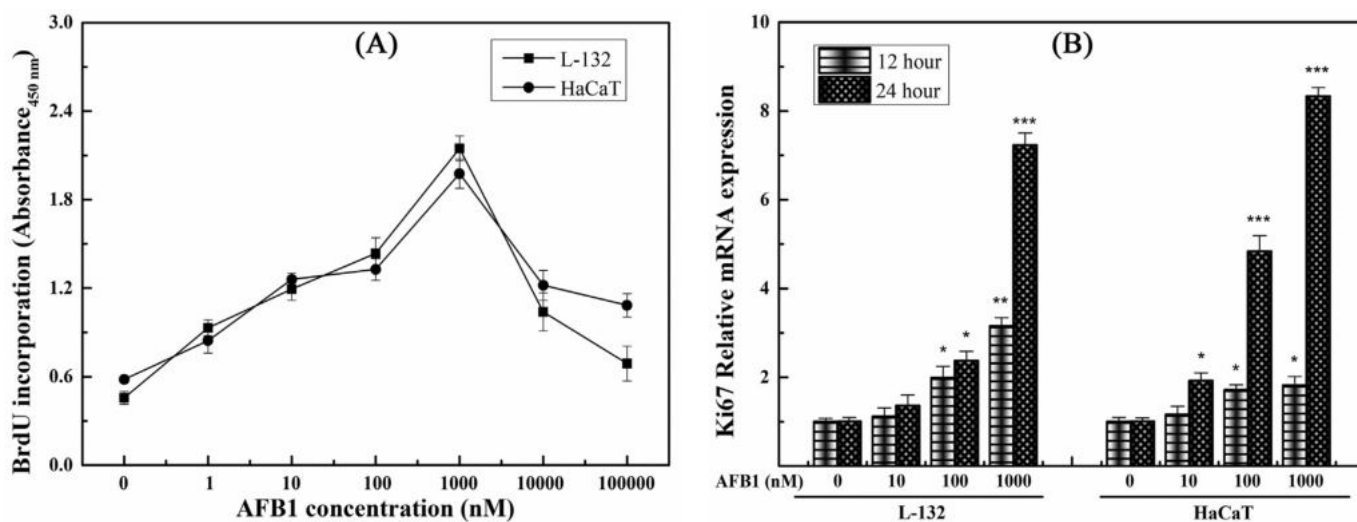 (A)
BrdU incorporation (Absorbance450 nm)
3.0
2.4
1.8
1.2
0.6
0.0
L-132
HaCaT
0 1 10 100 1000 10000 100000
AFB1 concentration (nM)
(B)
Ki67 Relative mRNA expression
10
8
6
4
2
12 hour
24 hour
* * ** *** * * *** * ***
AFB1 (nM) 0 10 100 1000 0 10 100 1000
L-132 HaCaT